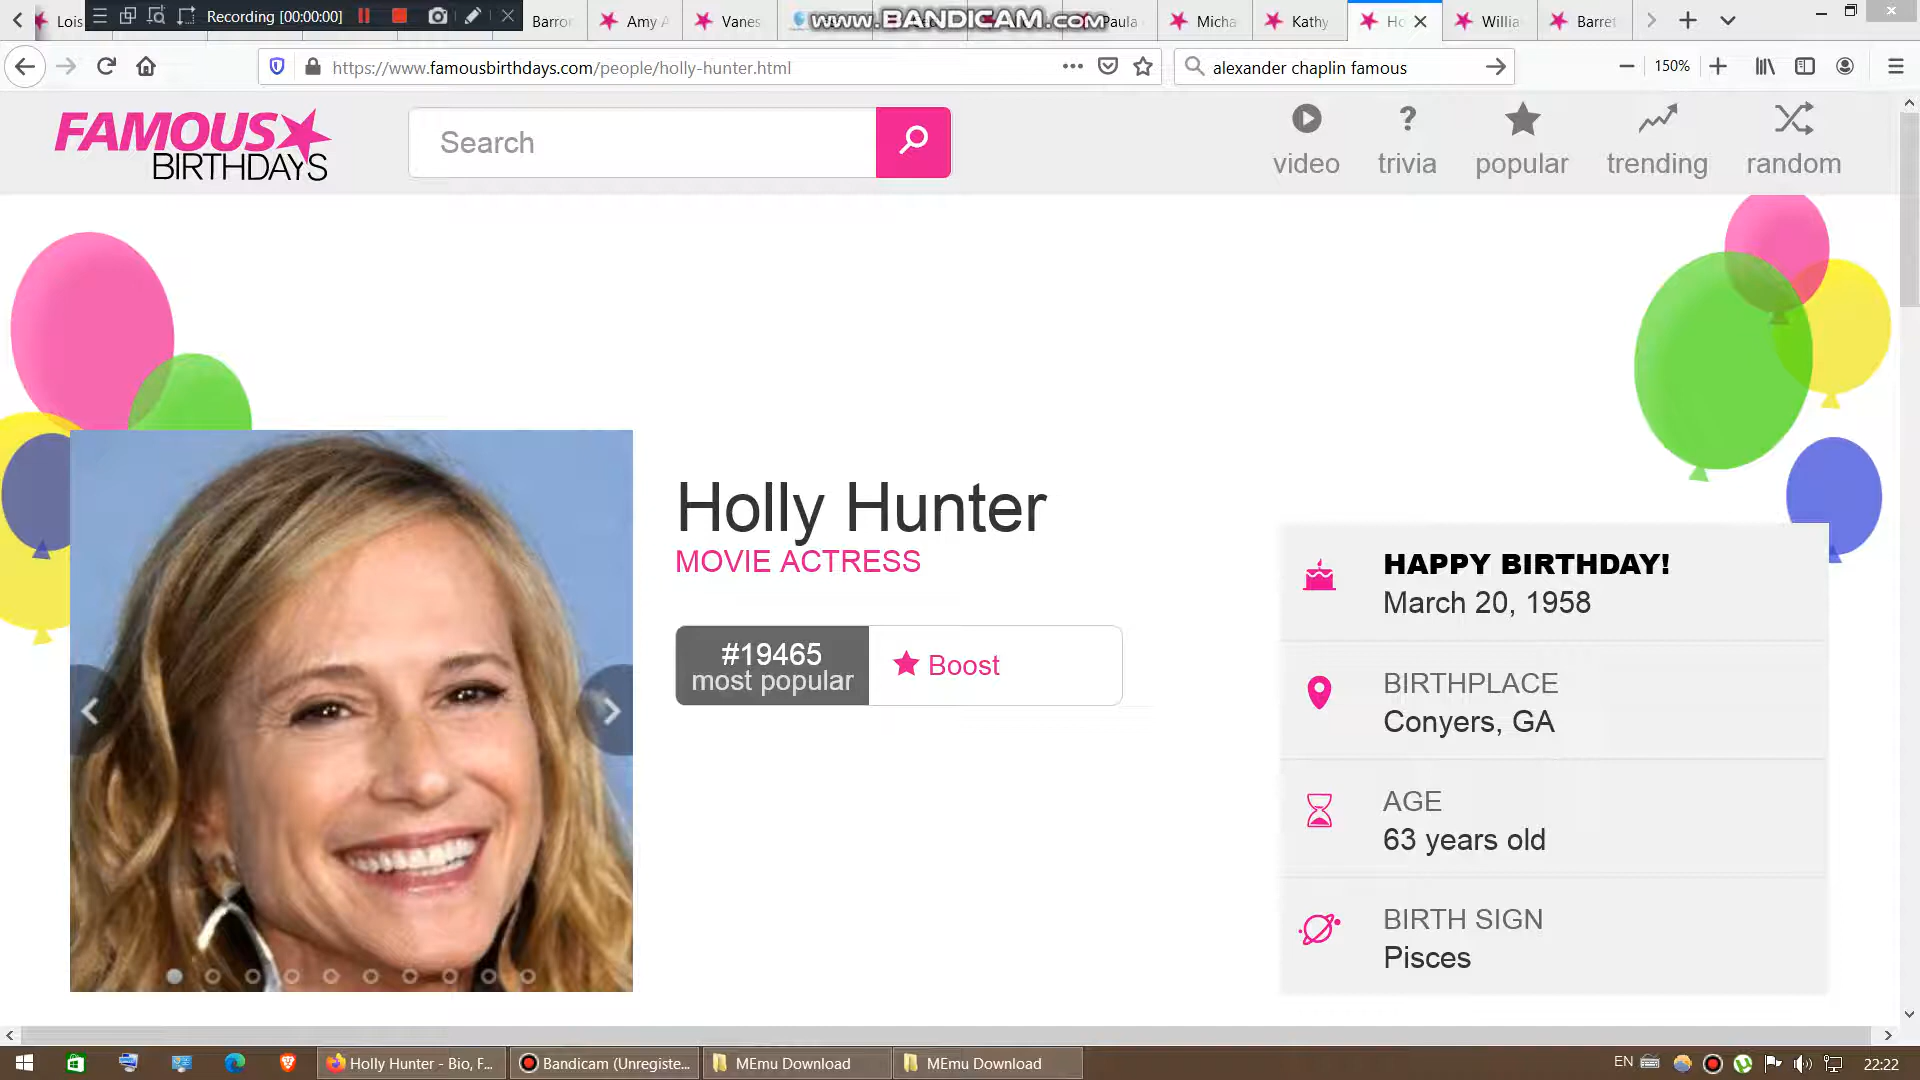 Recording [00:00:00]
www.BANDICAM.com
Lois
Barro
Amy A
Vanes
Paula
Micha
Kathy
Ho
Willia
Barret
https://www.famousbirthdays.com/people/holly-hunter.html
alexander chaplin famous
150%
FAMOUS
BIRTHDAYS
Search
video
trivia
popular
trending
random
Holly Hunter
MOVIE ACTRESS
#19465
most popular
Boost
HAPPY BIRTHDAY!
March 20, 1958
BIRTHPLACE
Conyers, GA
AGE
63 years old
BIRTH SIGN
Pisces
Holly Hunter - Bio, F...
Bandicam (Unregiste...
MEmu Download
MEmu Download
EN
22:22